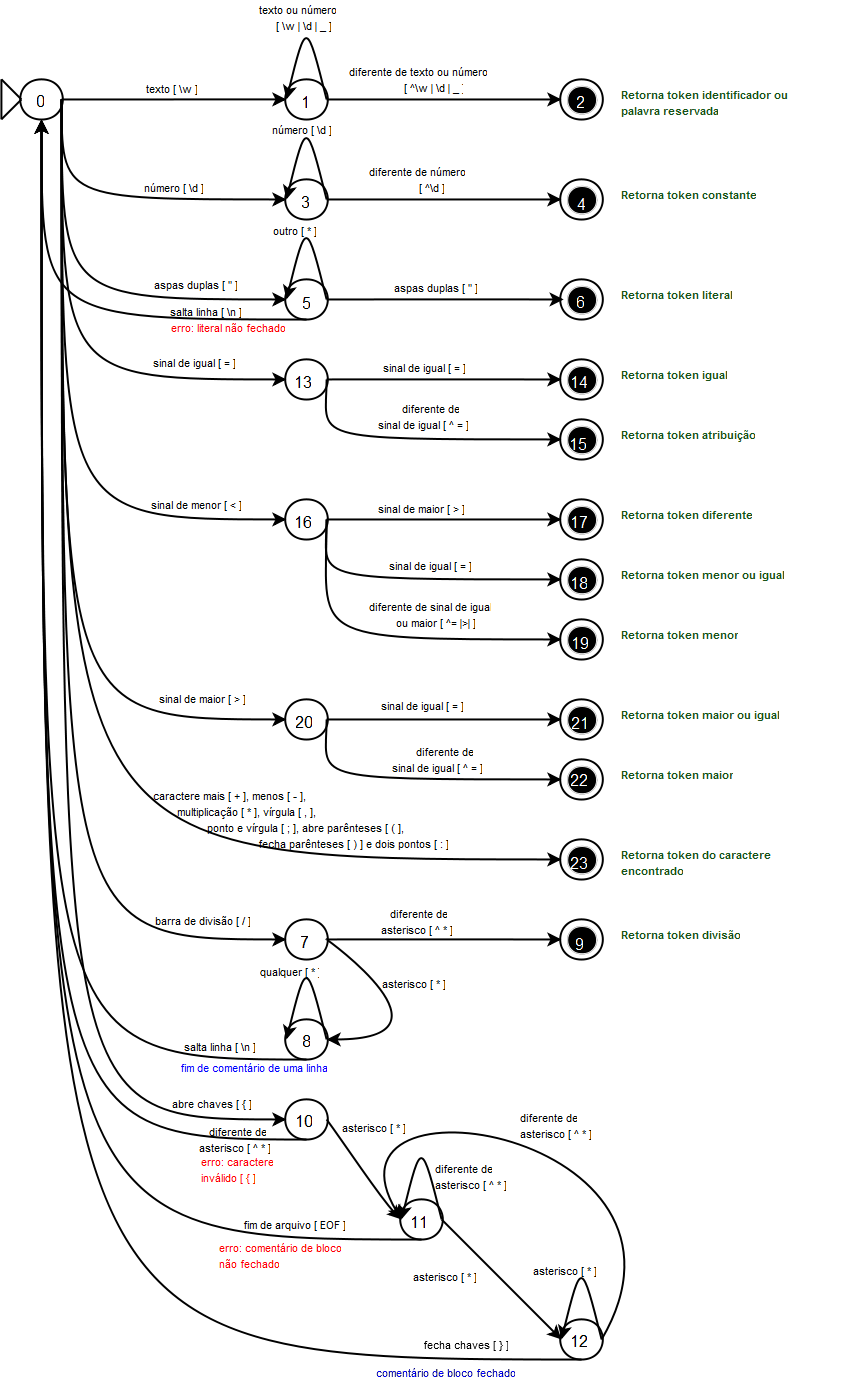 texto ou número
[ \w | \d | _ ]
diferente de texto ou número
[ ^\w | \d | _ ]
texto [ \w ]
0
1
2
Retorna token identificador ou
palavra reservada
número [ \d ]
diferente de número
[ ^\d ]
número [ \d ]
3
4
Retorna token constante
outro [ * ]
aspas duplas [ " ]
aspas duplas [ " ]
5
6
Retorna token literal
salta linha [ \n ]
erro: literal não fechado
sinal de igual [ = ]
sinal de igual [ = ]
13
14
Retorna token igual
diferente de
sinal de igual [ ^ = ]
15
Retorna token atribuição
sinal de menor [ < ]
sinal de maior [ > ]
16
17
Retorna token diferente
sinal de igual [ = ]
18
Retorna token menor ou igual
diferente de sinal de igual
ou maior [ ^= |>| ]
19
Retorna token menor
sinal de maior [ > ]
sinal de igual [ = ]
20
21
Retorna token maior ou igual
diferente de
sinal de igual [ ^ = ]
22
Retorna token maior
caractere mais [ + ], menos [ - ],
multiplicação [ * ], vírgula [ , ],
ponto e vírgula [ ; ], abre parênteses [ ( ],
fecha parênteses [ ) ] e dois pontos [ : ]
23
Retorna token do caractere
encontrado
barra de divisão [ / ]
diferente de
asterisco [ ^ * ]
7
9
Retorna token divisão
qualquer [ * ]
asterisco [ * ]
8
salta linha [ \n ]
fim de comentário de uma linha
abre chaves [ { ]
10
asterisco [ * ]
diferente de
asterisco [ ^ * ]
diferente de
asterisco [ ^ * ]
erro: caractere
inválido [ { ]
diferente de
asterisco [ ^ * ]
11
fim de arquivo [ EOF ]
erro: comentário de bloco
não fechado
asterisco [ * ]
asterisco [ * ]
12
fecha chaves [ } ]
comentário de bloco fechado